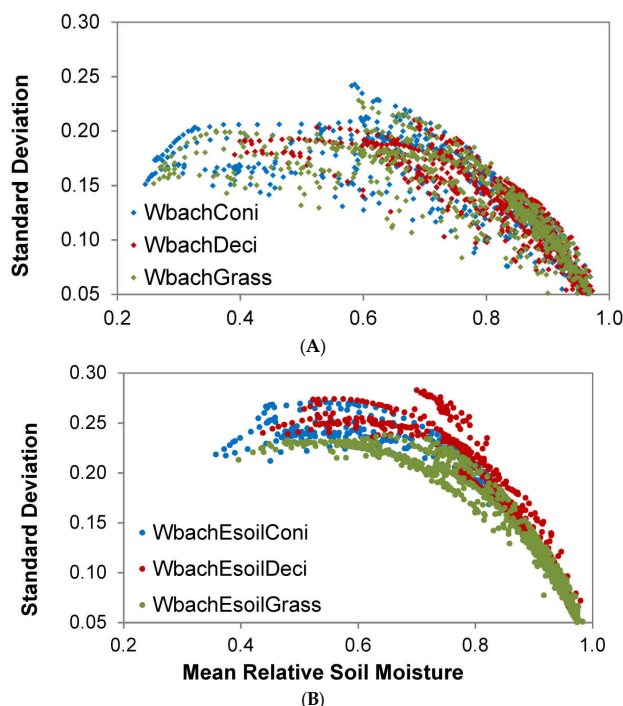 0.30
0.25
0.20
0.15
0.10
0.05
Standard Deviation
WbachConi
WbachDeci
WbachGrass
0.2 0.4 0.6 0.8 1.0
(A)
0.30
0.25
0.20
0.15
0.10
0.05
Standard Deviation
WbachEsoilConi
WbachEsoilDeci
WbachEsoilGrass
0.2 0.4 0.6 0.8 1.0
Mean Relative Soil Moisture
(B)